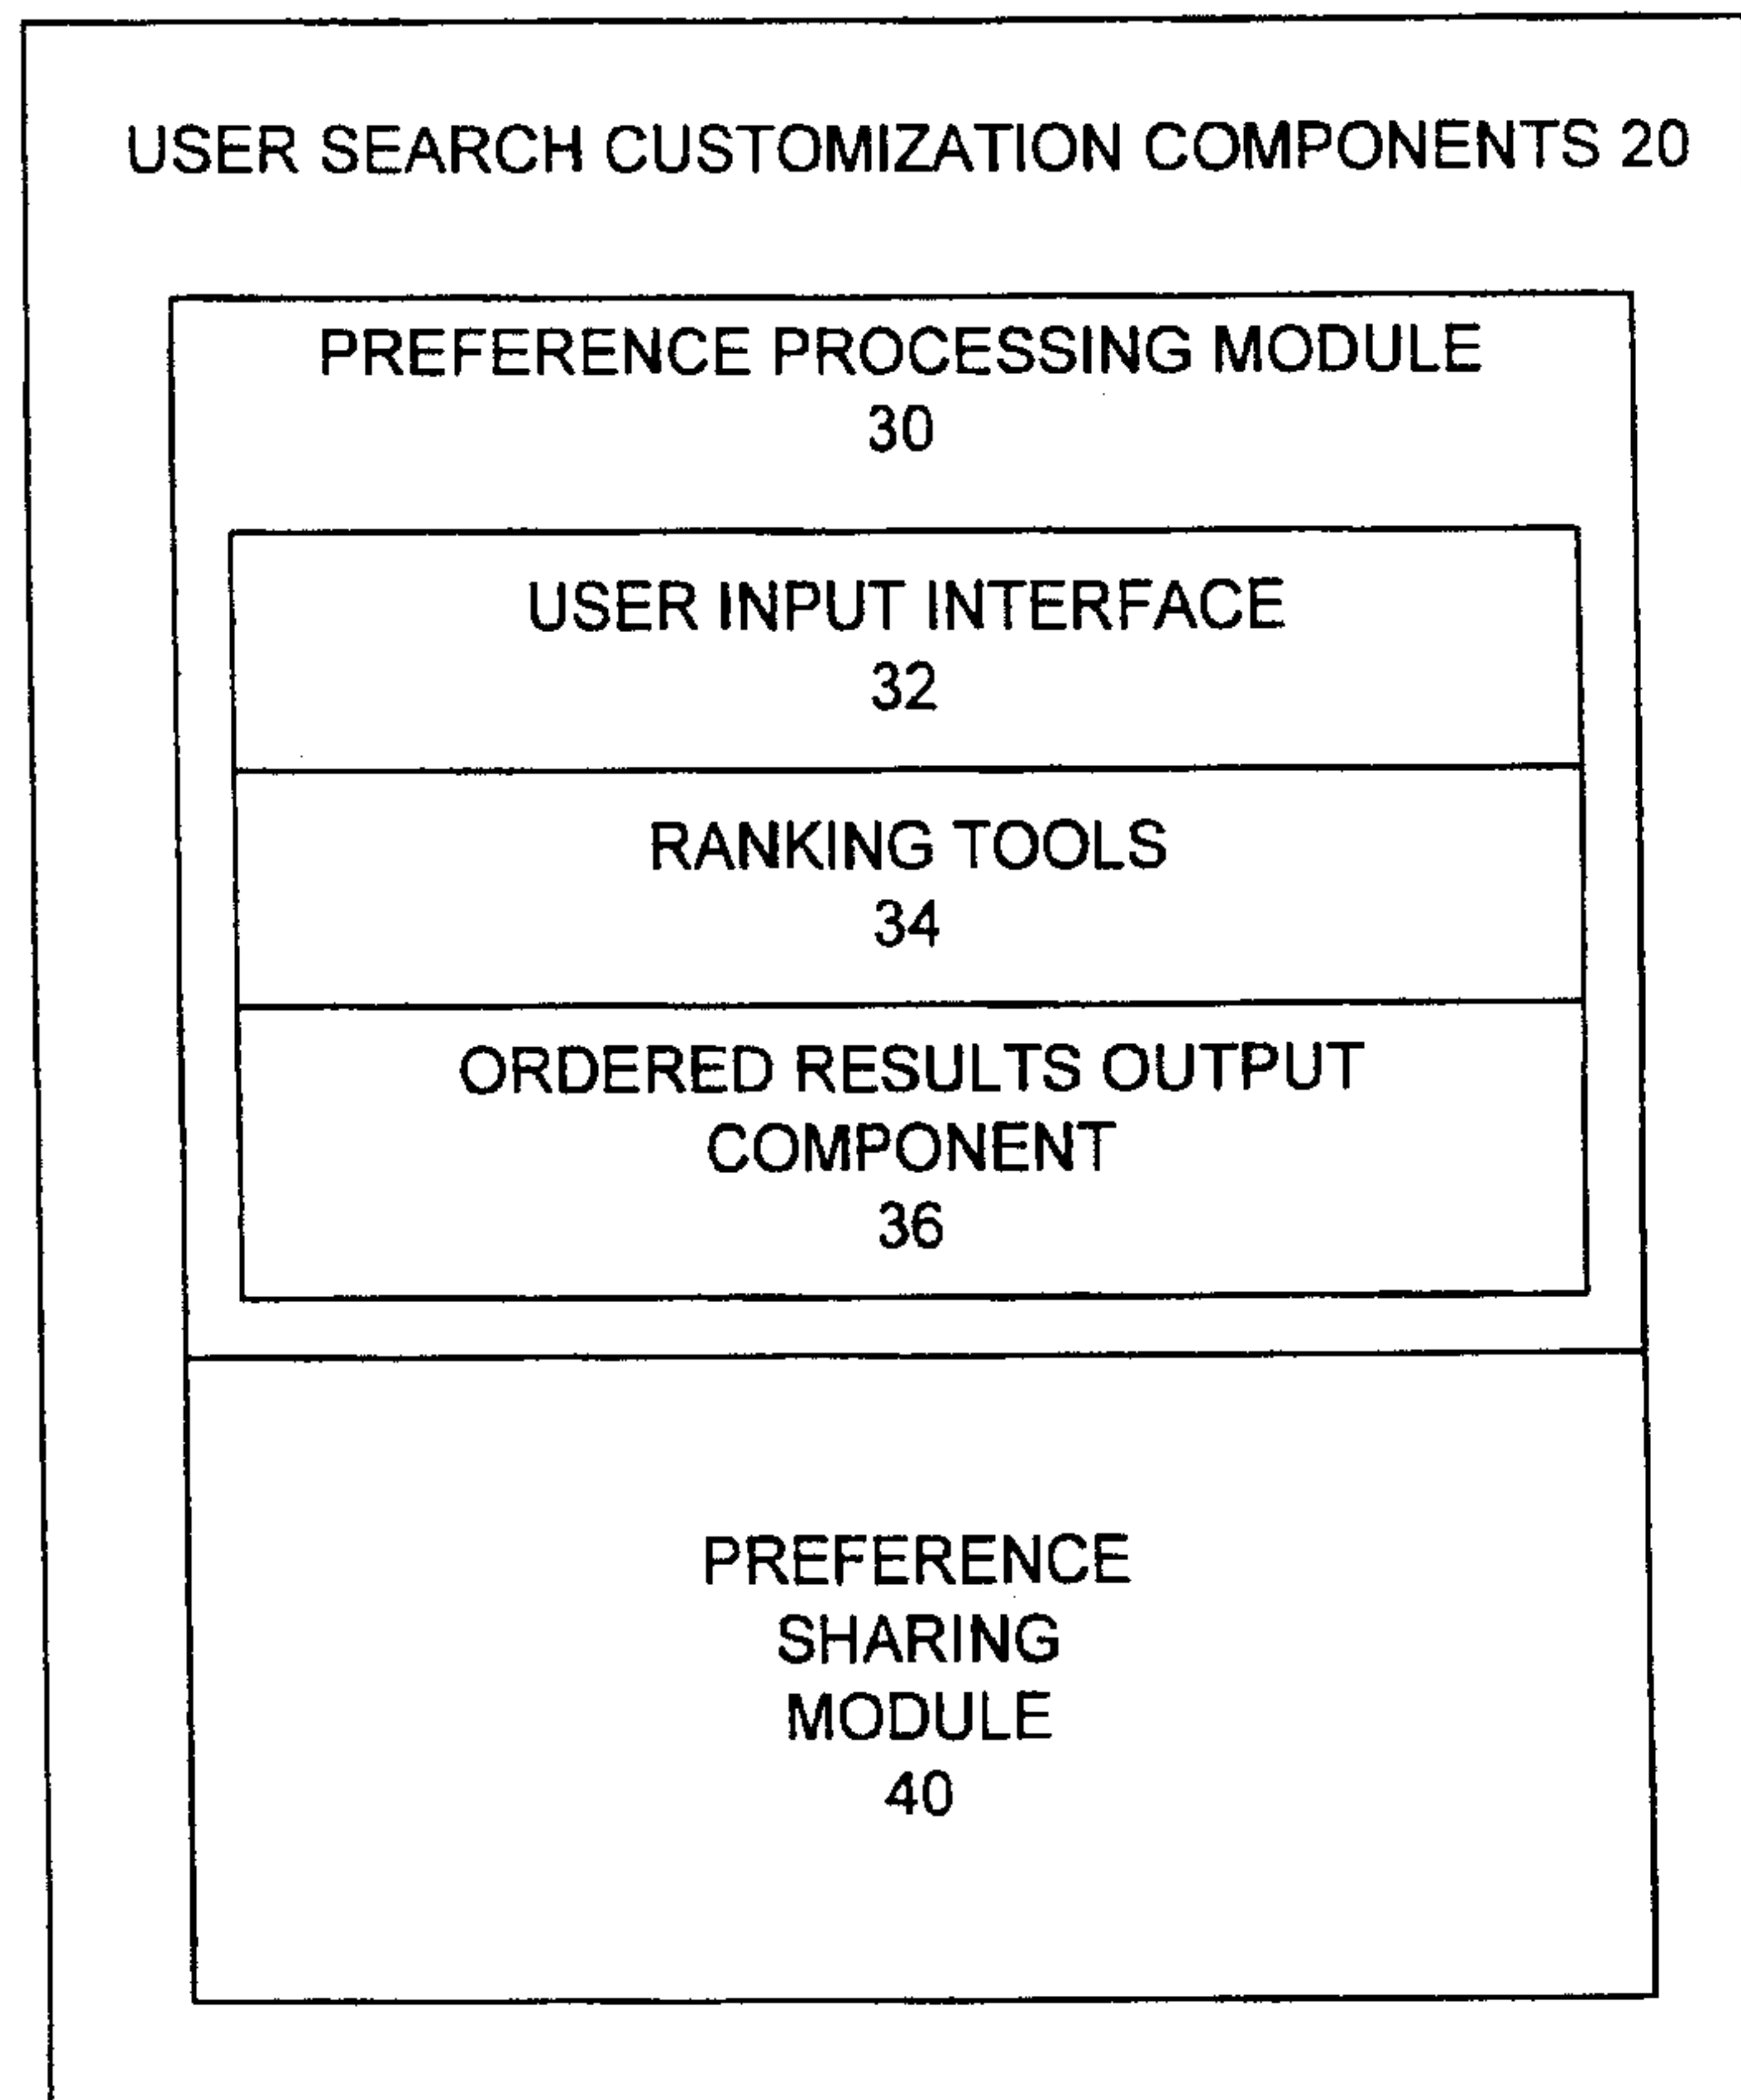 USER SEARCH CUSTOMIZATION COMPONENTS 20
PREFERENCE PROCESSING MODULE
30
USER INPUT INTERFACE
32
RANKING TOOLS
34
ORDERED RESULTS OUTPUT
COMPONENT
36
PREFERENCE
SHARING
MODULE
40